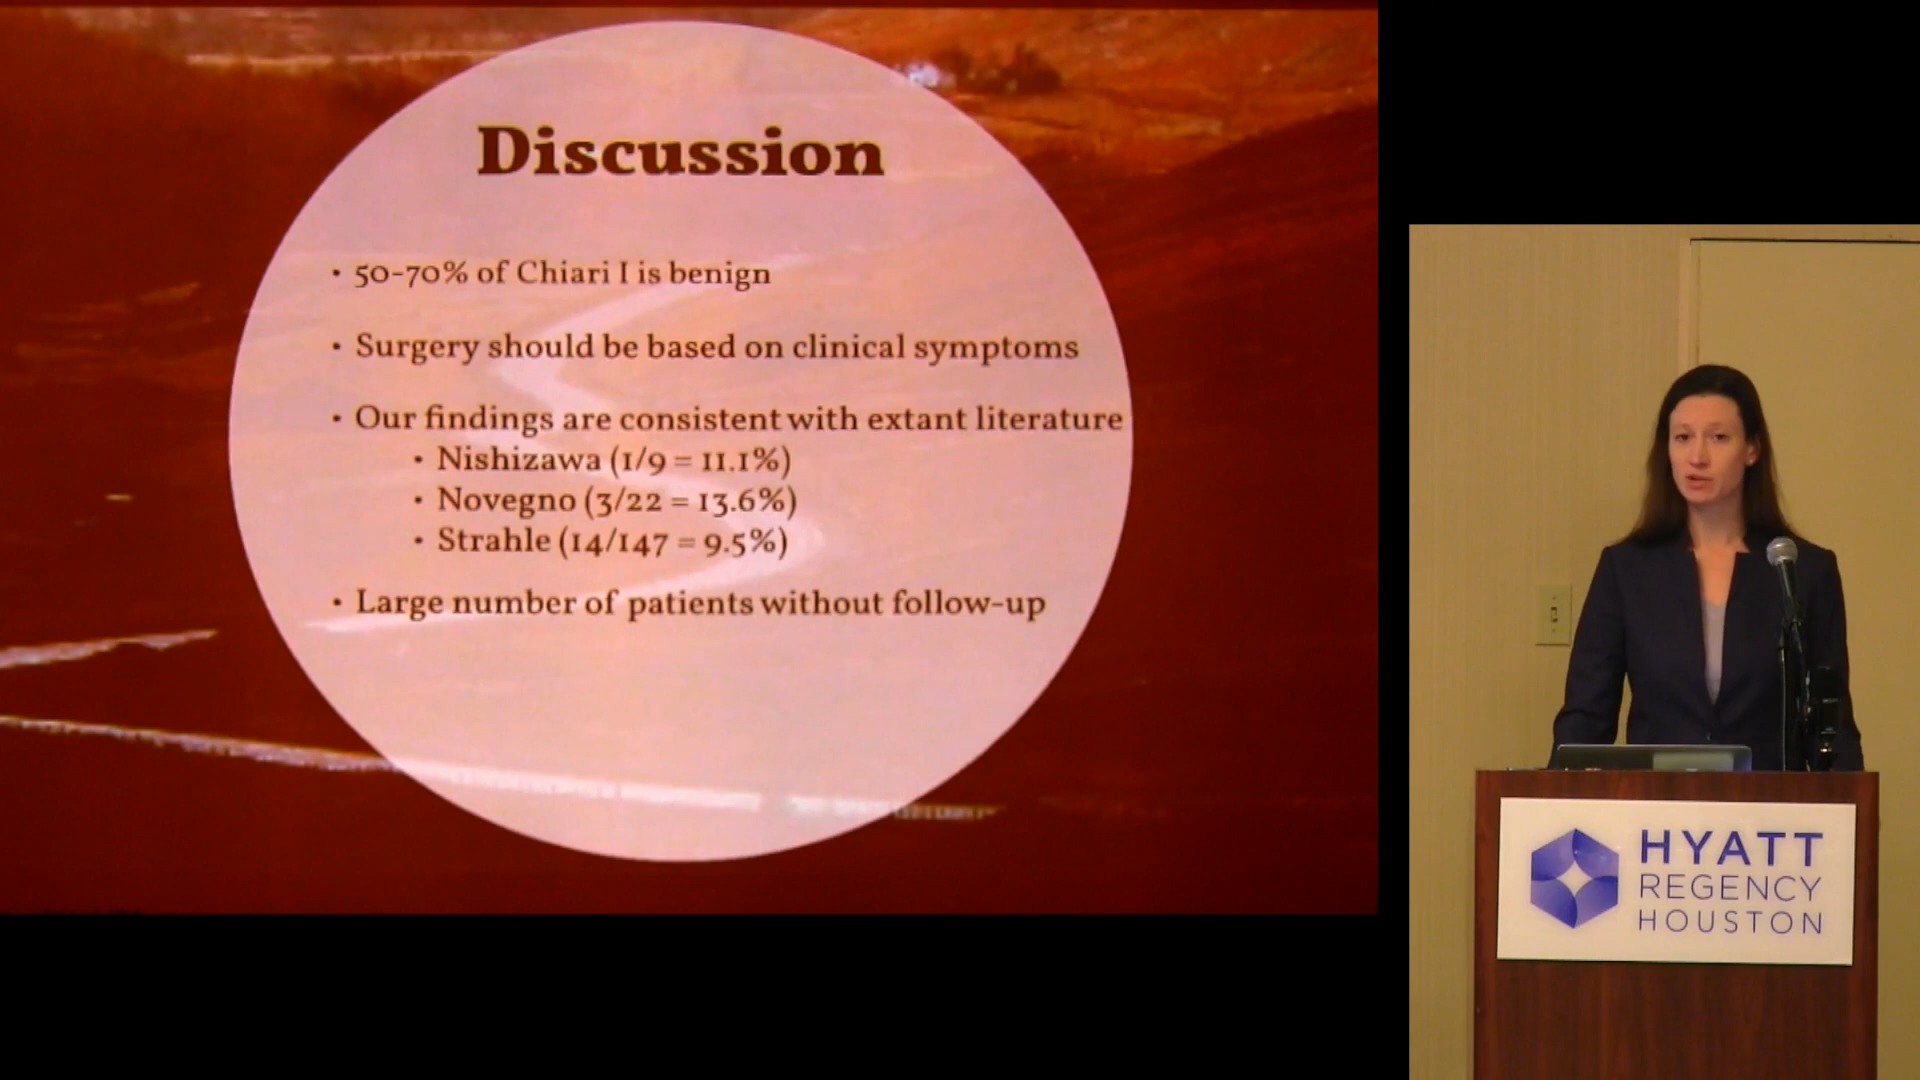 Discussion
• 50-70% of Chiari I is benign
• Surgery should be based on clinical symptoms
• Our findings are consistent with extant literature
• Nishizawa (1/9 = 11.1%)
• Novegno (3/22 = 13.6%)
• Strahle (14/147 = 9.5%)
• Large number of patients without follow-up
HYATT
REGENCY
HOUSTON